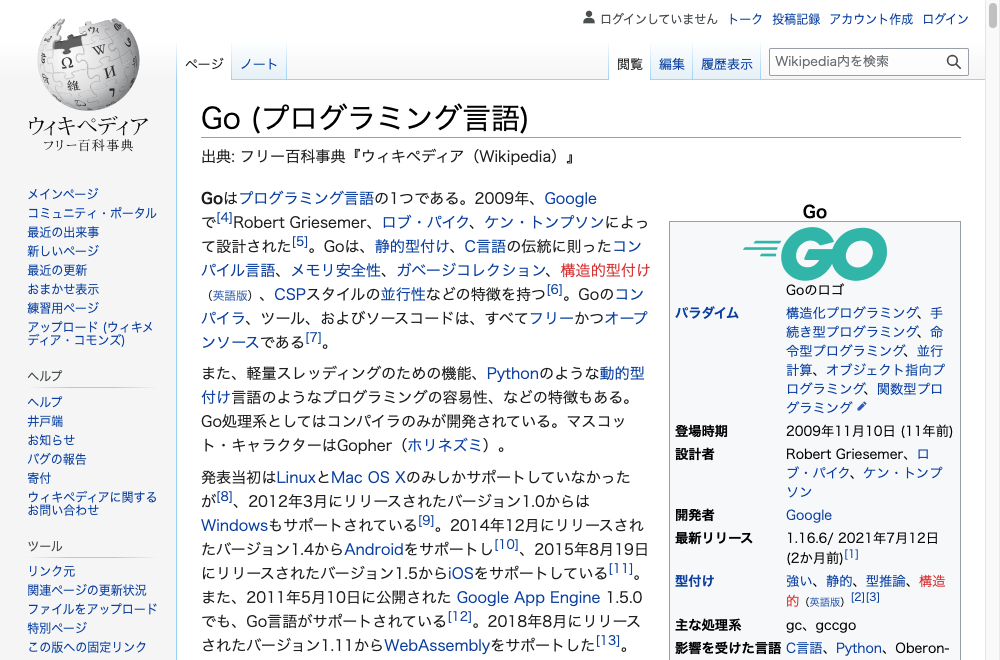 ログインしていません トーク 投稿記録 アカウント作成 ログイン
ページ ノート 閲覧 編集 履歴表示 Wikipedia内を検索
ウィキペディア
フリー百科事典
メインページ
コミュニティ・ポータル
最近の出来事
新しいページ
最近の更新
おまかせ表示
練習用ページ
アップロード (ウィキメ
ディア・コモンズ)
ヘルプ
ヘルプ
井戸端
お知らせ
バグの報告
寄付
ウィキペディアに関する
お問い合わせ
ツール
リンク元
関連ページの更新状況
ファイルをアップロード
特別ページ
この版への固定リンク
Go (プログラミング言語)
出典: フリー百科事典『ウィキペディア（Wikipedia）』
Goはプログラミング言語の1つである。2009年、Google
で[4]Robert Griesemer、ロブ・パイク、ケン・トンプソンによっ
て設計された[5]。Goは、静的型付け、C言語の伝統に則ったコン
パイル言語、メモリ安全性、ガベージコレクション、構造的型付け
（英語版）、CSPスタイルの並行性などの特徴を持つ[6]。Goのコン
パイラ、ツール、およびソースコードは、すべてフリーかつオープ
ンソースである[7]。
また、軽量スレッディングのための機能、Pythonのような動的型
付け言語のようなプログラミングの容易性、などの特徴もある。
Go処理系としてはコンパイラのみが開発されている。マスコッ
ト・キャラクターはGopher（ホリネズミ）。
発表当初はLinuxとMac OS Xのみしかサポートしていなかった
が[8]、2012年3月にリリースされたバージョン1.0からは
Windowsもサポートされている[9]。2014年12月にリリースされ
たバージョン1.4からAndroidをサポートし[10]、2015年8月19日
にリリースされたバージョン1.5からiOSをサポートしている[11]。
また、2011年5月10日に公開された Google App Engine 1.5.0
でも、Go言語がサポートされている[12]。2018年8月にリリース
されたバージョン1.11からWebAssemblyをサポートした[13]。
Go
GO
Goのロゴ
パラダイム 構造化プログラミング、手
続き型プログラミング、命
令型プログラミング、並行
計算、オブジェクト指向プ
ログラミング、関数型プロ
グラミング
登場時期 2009年11月10日 (11年前)
設計者 Robert Griesemer、ロ
ブ・パイク、ケン・トンプ
ソン
開発者 Google
最新リリース 1.16.6/ 2021年7月12日
(2か月前)[1]
型付け 強い、静的、型推論、構造
的（英語版）[2][3]
主な処理系 gc、gccgo
影響を受けた言語 C言語、Python、Oberon-